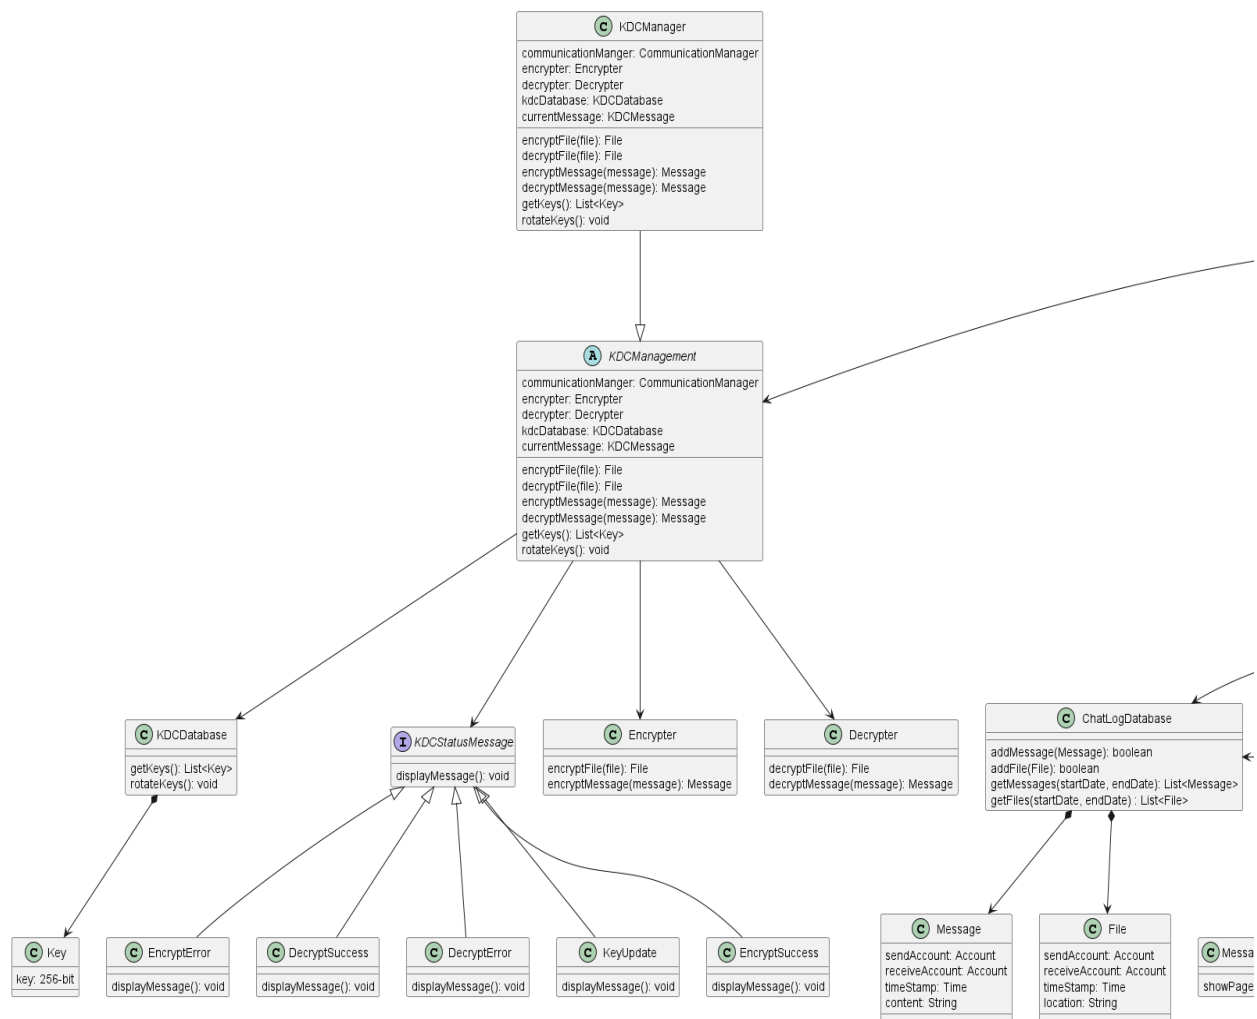 C KDCManager
communicationManger: CommunicationManager
encrypter: Encrypter
decrypter: Decrypter
kdcDatabase: KDCDatabase
currentMessage: KDCMessage
encryptFile(file): File
decryptFile(file): File
encryptMessage(message): Message
decryptMessage(message): Message
getKeys(): List<Key>
rotateKeys(): void
A KDCManagement
communicationManger: CommunicationManager
encrypter: Encrypter
decrypter: Decrypter
kdcDatabase: KDCDatabase
currentMessage: KDCMessage
encryptFile(file): File
decryptFile(file): File
encryptMessage(message): Message
decryptMessage(message): Message
getKeys(): List<Key>
rotateKeys(): void
C KDCDatabase
getKeys(): List<Key>
rotateKeys(): void
I KDCStatusMessage
displayMessage(): void
C Encrypter
encryptFile(file): File
encryptMessage(message): Message
C Decrypter
decryptFile(file): File
decryptMessage(message): Message
C ChatLogDatabase
addMessage(Message): boolean
addFile(File): boolean
getMessages(startDate, endDate): List<Message>
getFiles(startDate, endDate) : List<File>
C Key
key: 256-bit
C EncryptError
displayMessage(): void
C DecryptSuccess
displayMessage(): void
C DecryptError
displayMessage(): void
C KeyUpdate
displayMessage(): void
C EncryptSuccess
displayMessage(): void
C Message
sendAccount: Account
receiveAccount: Account
timeStamp: Time
content: String
C File
sendAccount: Account
receiveAccount: Account
timeStamp: Time
location: String
C Messa
showPage